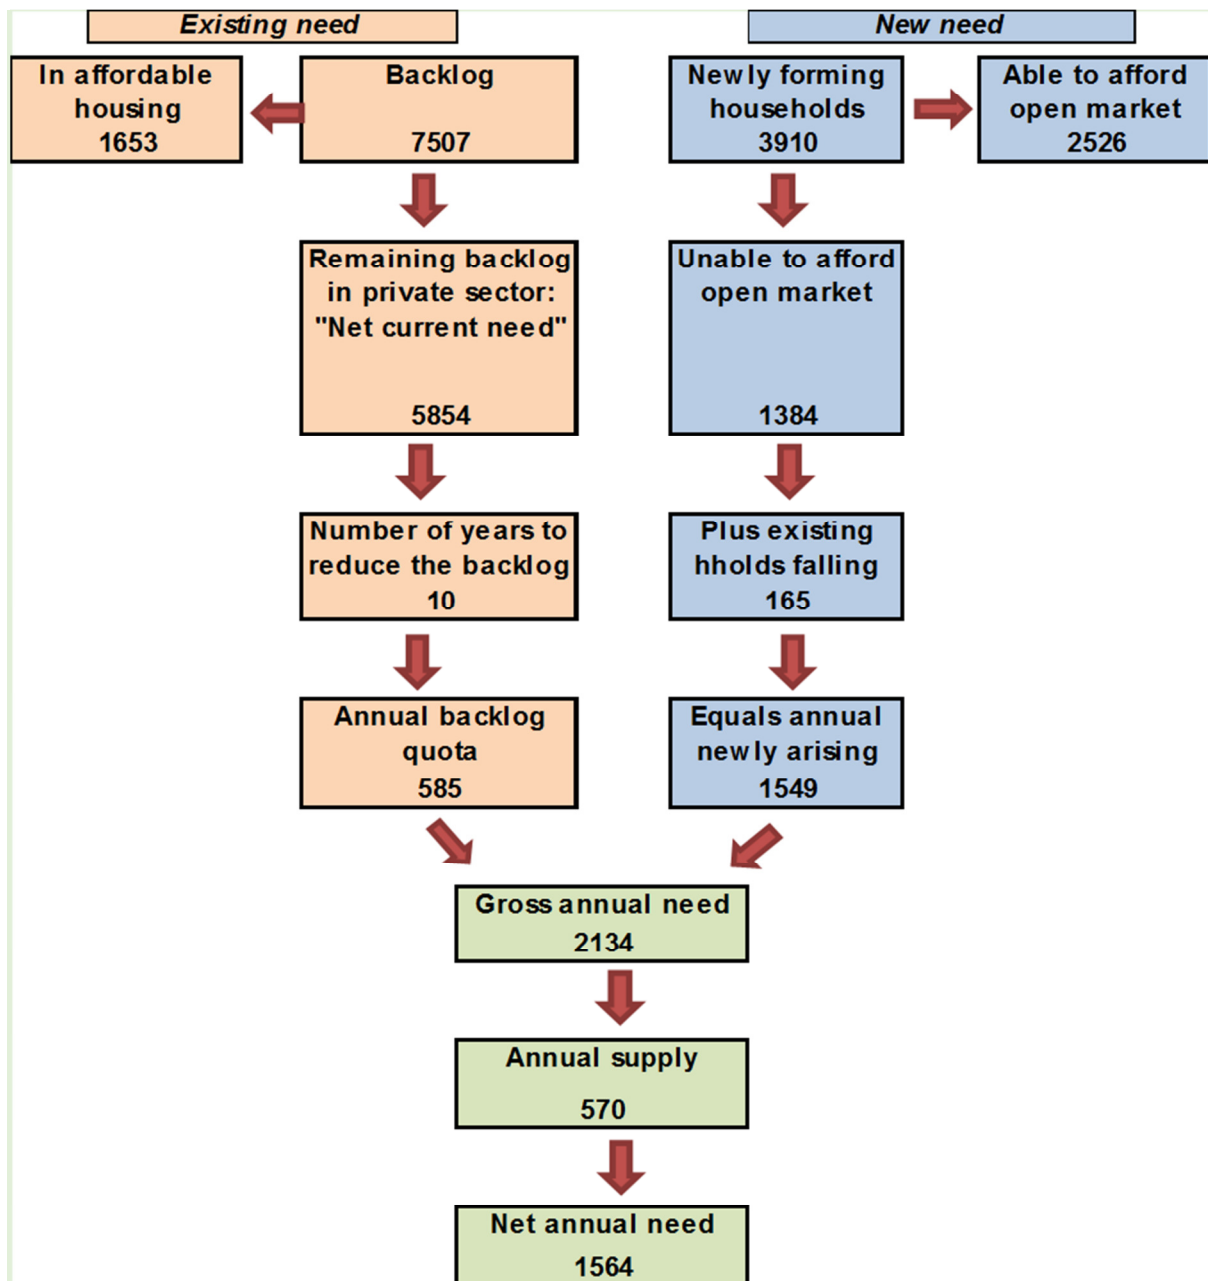 Existing need
New need
In affordable
housing
1653
Backlog
7507
Newly forming
households
3910
Able to afford
open market
2526
Remaining backlog
in private sector:
"Net current need"
5854
Unable to afford
open market
1384
Number of years to
reduce the backlog
10
Plus existing
hholds falling
165
Annual backlog
quota
585
Equals annual
newly arising
1549
Gross annual need
2134
Annual supply
570
Net annual need
1564